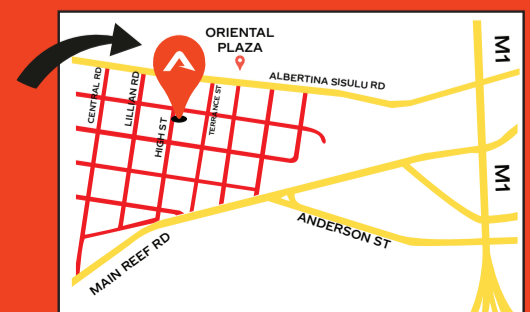 ORIENTAL
PLAZA
M1
ALBERTINA SISULU RD
CENTRAL RD
LILLIAN RD
HIGH ST
TERRANCE ST
M1
ANDERSON ST
MAIN REEF RD